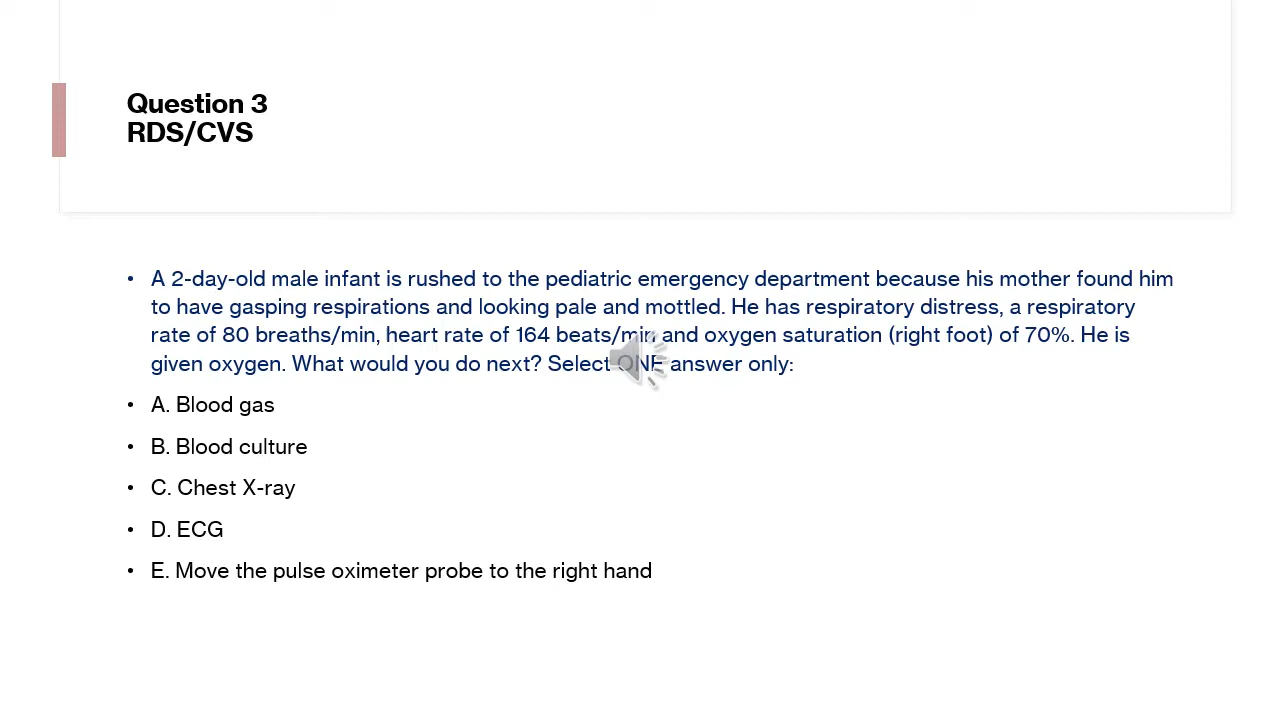 Question 3
RDS/CVS
• A 2-day-old male infant is rushed to the pediatric emergency department because his mother found him
to have gasping respirations and looking pale and mottled. He has respiratory distress, a respiratory
rate of 80 breaths/min, heart rate of 164 beats/min and oxygen saturation (right foot) of 70%. He is
given oxygen. What would you do next? Select ONE answer only:
• A. Blood gas
• B. Blood culture
• C. Chest X-ray
• D. ECG
• E. Move the pulse oximeter probe to the right hand